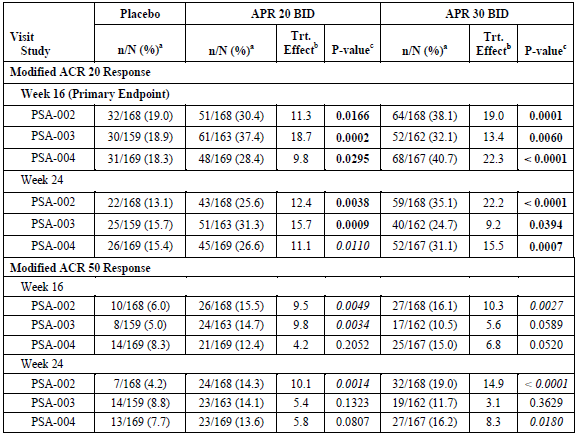 Placebo APR 20 BID APR 30 BID
Visit
Study n/N (%)a n/N (%)a Trt. Effectb P-valuec n/N (%)a Trt. Effectb P-valuec
Modified ACR 20 Response
Week 16 (Primary Endpoint)
PSA-002 32/168 (19.0) 51/168 (30.4) 11.3 0.0166 64/168 (38.1) 19.0 0.0001
PSA-003 30/159 (18.9) 61/163 (37.4) 18.7 0.0002 52/162 (32.1) 13.4 0.0060
PSA-004 31/169 (18.3) 48/169 (28.4) 9.8 0.0295 68/167 (40.7) 22.3 < 0.0001
Week 24
PSA-002 22/168 (13.1) 43/168 (25.6) 12.4 0.0038 59/168 (35.1) 22.2 < 0.0001
PSA-003 25/159 (15.7) 51/163 (31.3) 15.7 0.0009 40/162 (24.7) 9.2 0.0394
PSA-004 26/169 (15.4) 45/169 (26.6) 11.1 0.0110 52/167 (31.1) 15.5 0.0007
Modified ACR 50 Response
Week 16
PSA-002 10/168 (6.0) 26/168 (15.5) 9.5 0.0049 27/168 (16.1) 10.3 0.0027
PSA-003 8/159 (5.0) 24/163 (14.7) 9.8 0.0034 17/162 (10.5) 5.6 0.0589
PSA-004 14/169 (8.3) 21/169 (12.4) 4.2 0.2052 25/167 (15.0) 6.8 0.0520
Week 24
PSA-002 7/168 (4.2) 24/168 (14.3) 10.1 0.0014 32/168 (19.0) 14.9 < 0.0001
PSA-003 14/159 (8.8) 23/163 (14.1) 5.4 0.1323 19/162 (11.7) 3.1 0.3629
PSA-004 13/169 (7.7) 23/169 (13.6) 5.8 0.0807 27/167 (16.2) 8.3 0.0180